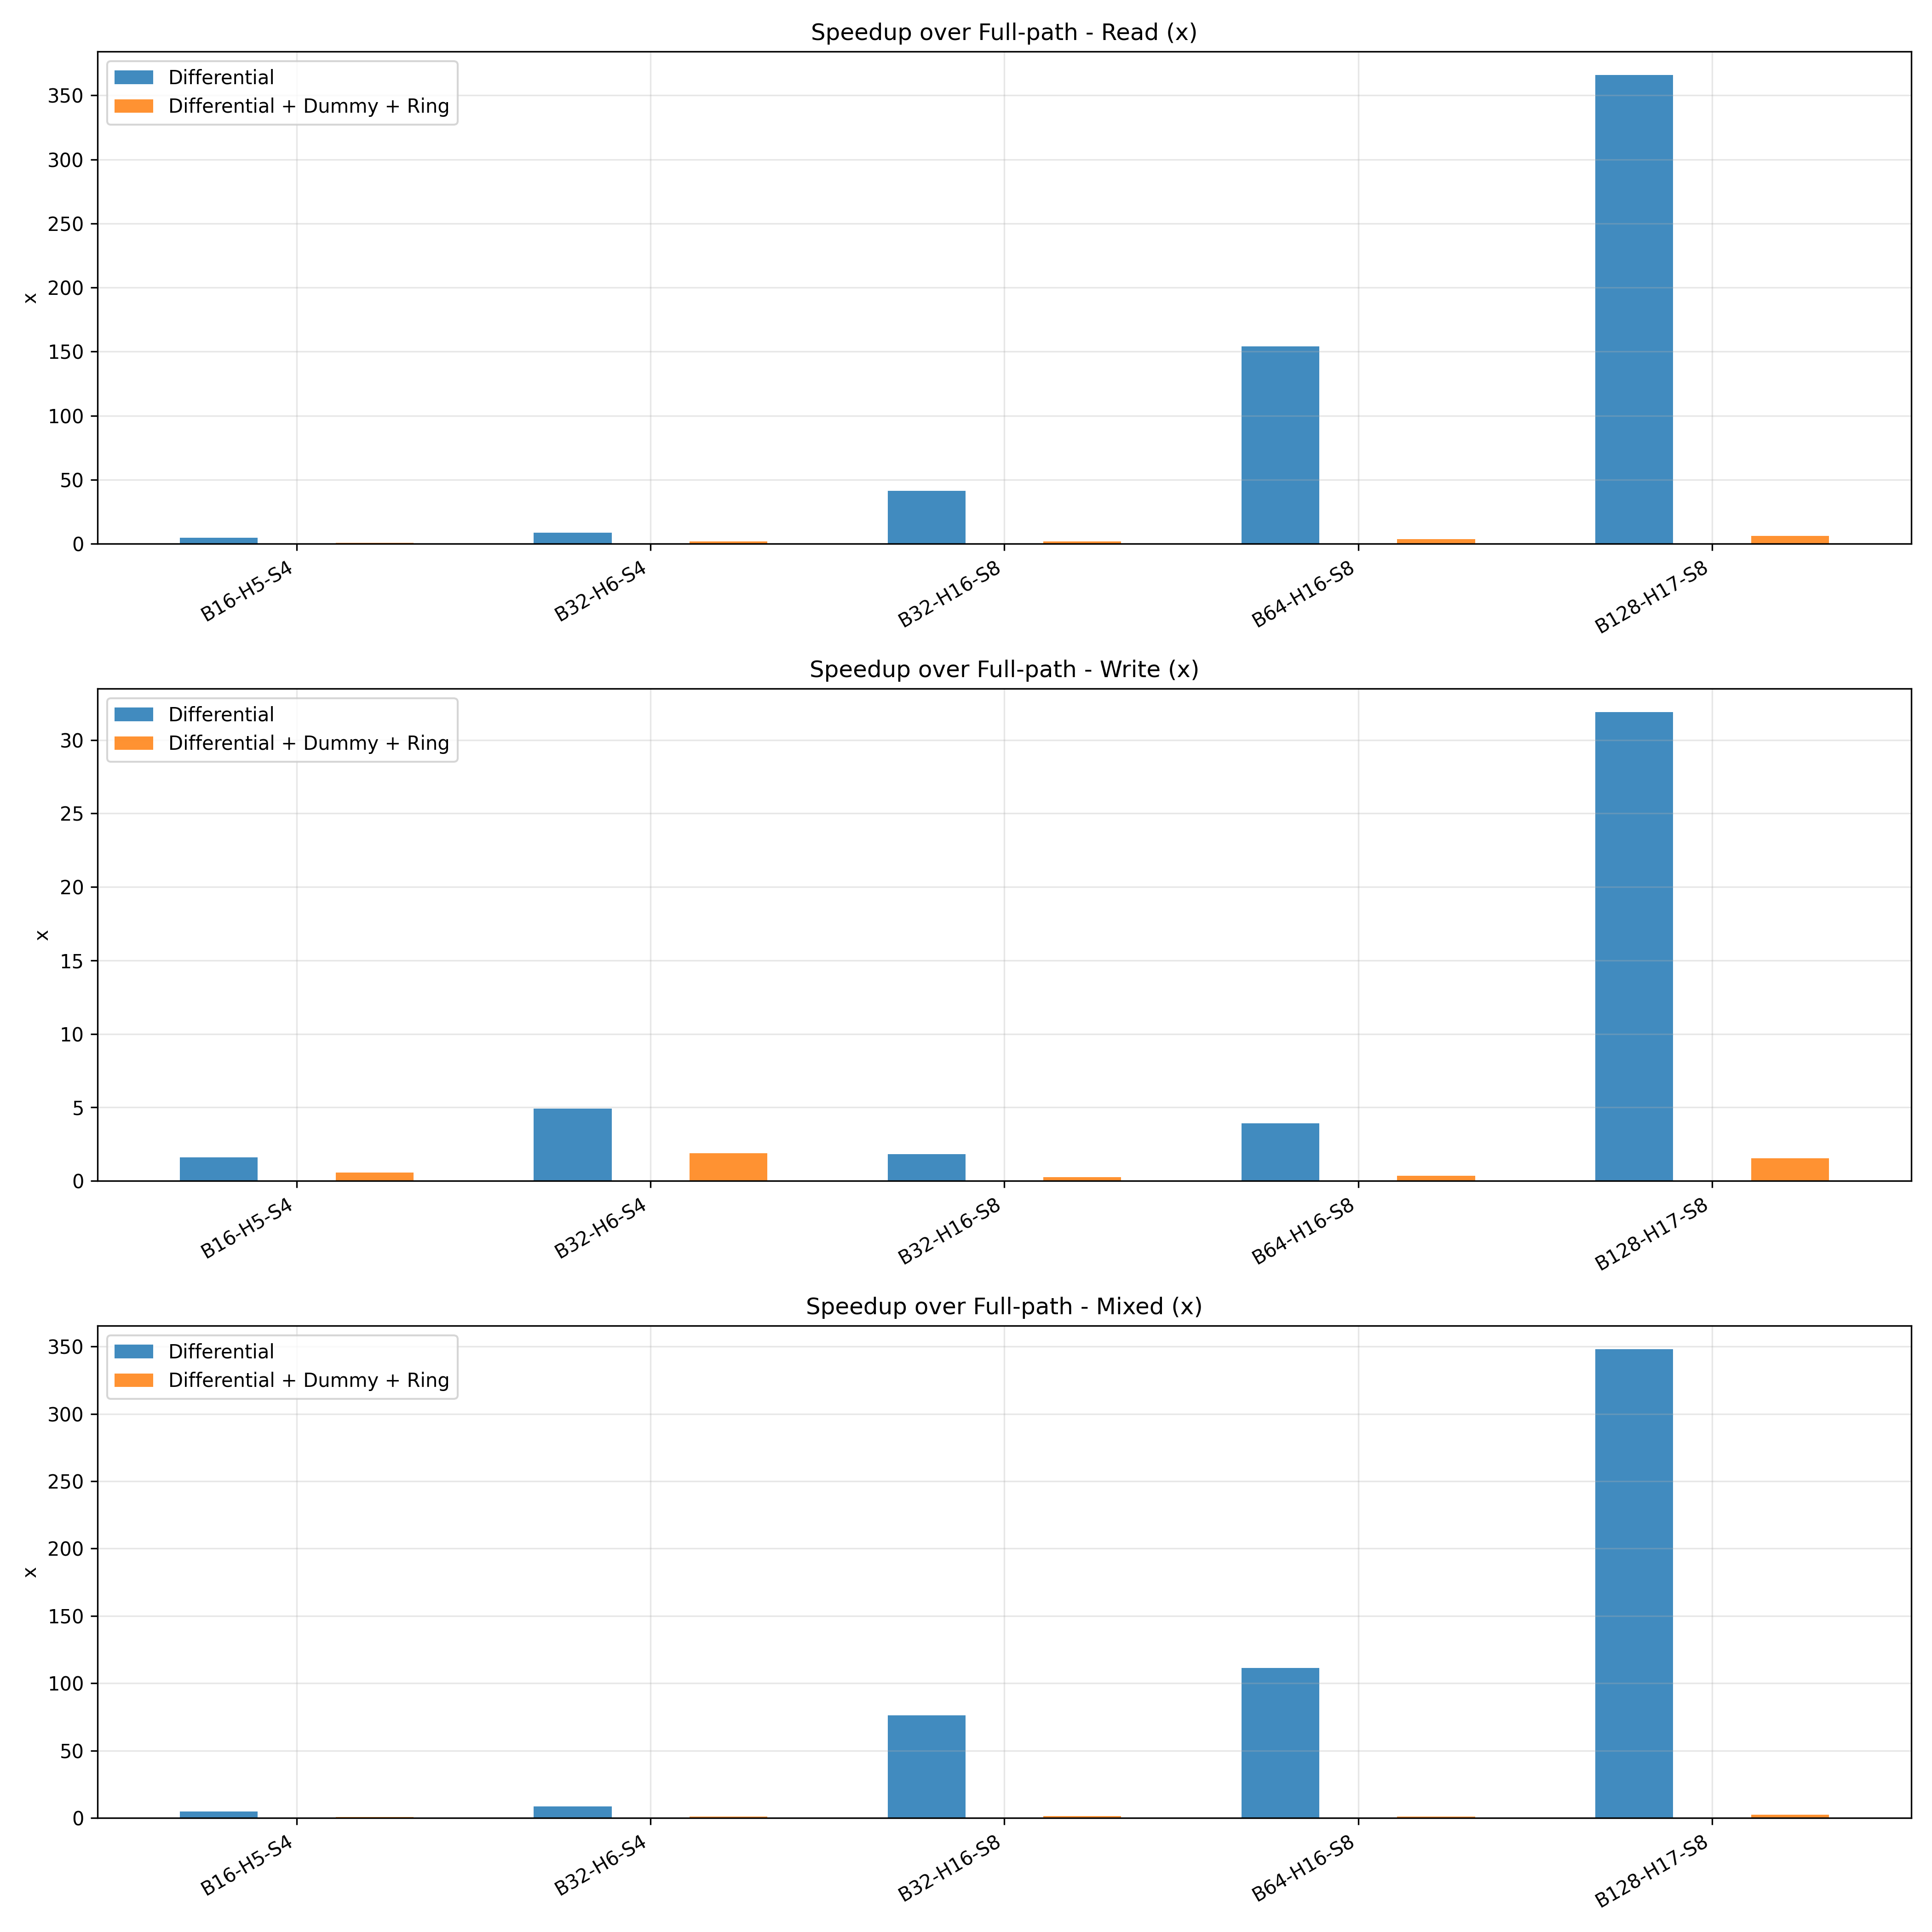 Speedup over Full-path - Read (x)
Differential
Differential + Dummy + Ring
350
300
250
200
150
100
50
0
x
B16-H5-S4
B32-H6-S4
B32-H16-S8
B64-H16-S8
B128-H17-S8
Speedup over Full-path - Write (x)
Differential
Differential + Dummy + Ring
30
25
20
15
10
5
0
x
B16-H5-S4
B32-H6-S4
B32-H16-S8
B64-H16-S8
B128-H17-S8
Speedup over Full-path - Mixed (x)
Differential
Differential + Dummy + Ring
350
300
250
200
150
100
50
0
x
B16-H5-S4
B32-H6-S4
B32-H16-S8
B64-H16-S8
B128-H17-S8